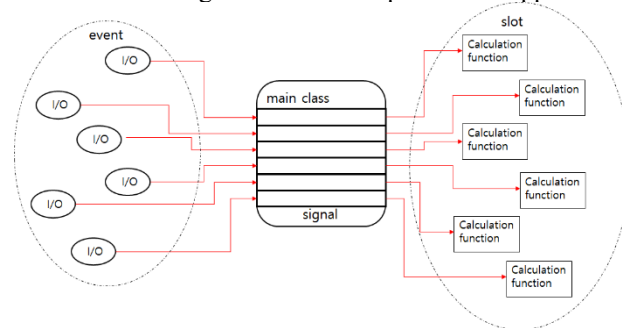 event
slot
I/O
I/O
I/O
I/O
I/O
I/O
main class
signal
Calculation
function
Calculation
function
Calculation
function
Calculation
function
Calculation
function
Calculation
function